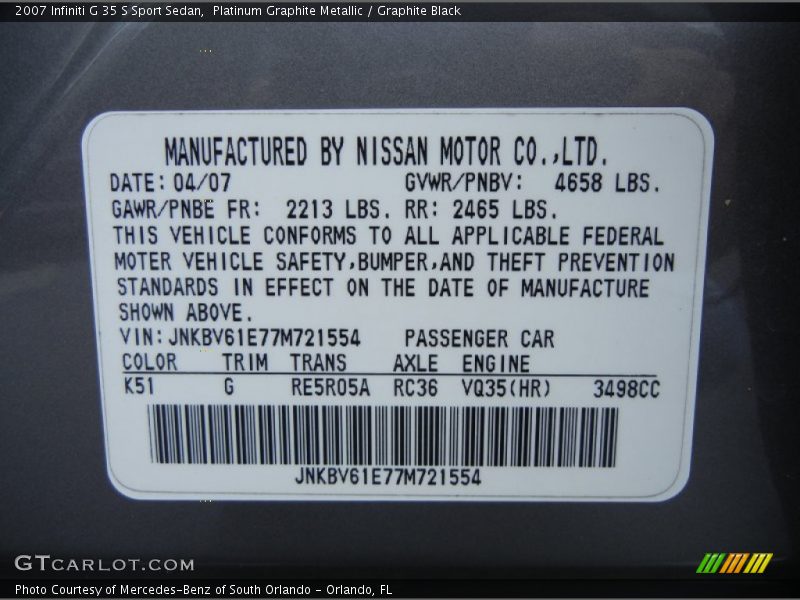 2007 Infiniti G 35 S Sport Sedan,  Platinum Graphite Metallic / Graphite Black
MANUFACTURED BY NISSAN MOTOR CO.,LTD.
DATE: 04/07 GVWR/PNBV: 4658 LBS.
GAWR/PNBE FR: 2213 LBS. RR: 2465 LBS.
THIS VEHICLE CONFORMS TO ALL APPLICABLE FEDERAL
MOTER VEHICLE SAFETY,BUMPER,AND THEFT PREVENTION
STANDARDS IN EFFECT ON THE DATE OF MANUFACTURE
SHOWN ABOVE.
VIN: JNKBV61E77M721554 PASSENGER CAR
COLOR TRIM TRANS AXLE ENGINE
K51 G RE5R05A RC36 VQ35(HR) 3498CC
JNKBV61E77M721554
GTCARLOT.COM
Photo Courtesy of Mercedes-Benz of South Orlando - Orlando, FL